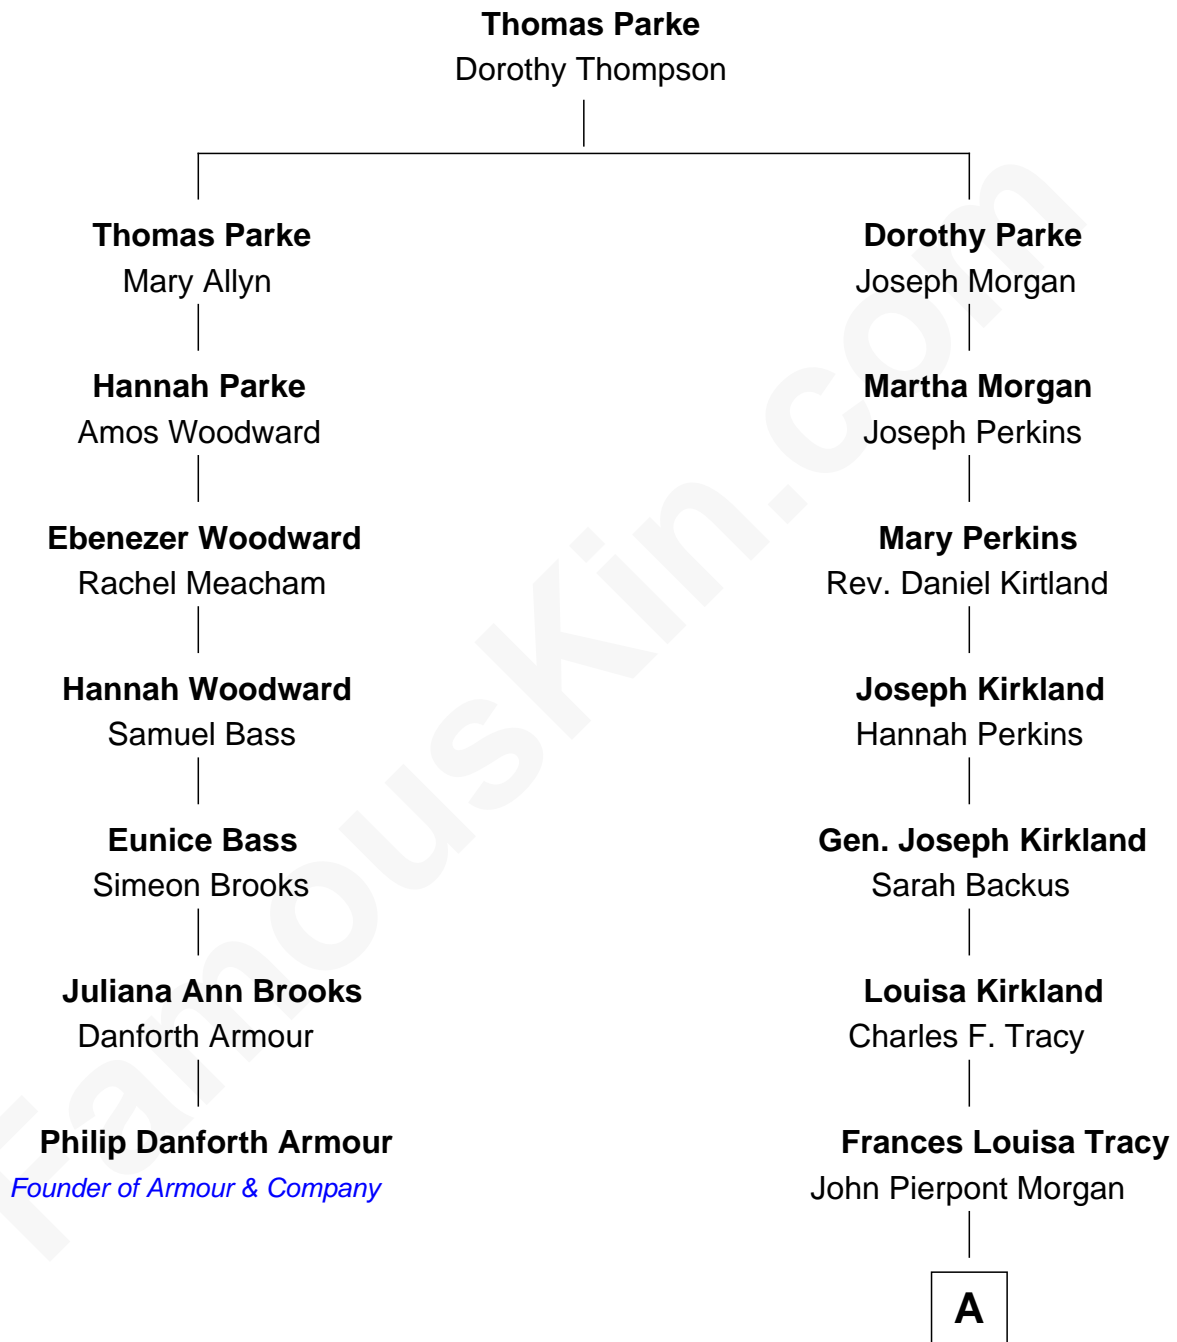 Thomas Parke
Dorothy Thompson
Thomas Parke
Mary Allyn
Dorothy Parke
Joseph Morgan
Hannah Parke
Amos Woodward
Martha Morgan
Joseph Perkins
Ebenezer Woodward
Rachel Meacham
Mary Perkins
Rev. Daniel Kirtland
Hannah Woodward
Samuel Bass
Joseph Kirkland
Hannah Perkins
Eunice Bass
Simeon Brooks
Gen. Joseph Kirkland
Sarah Backus
Juliana Ann Brooks
Danforth Armour
Louisa Kirkland
Charles F. Tracy
Philip Danforth Armour
Founder of Armour & Company
Frances Louisa Tracy
John Pierpont Morgan
A
FamousKin.com